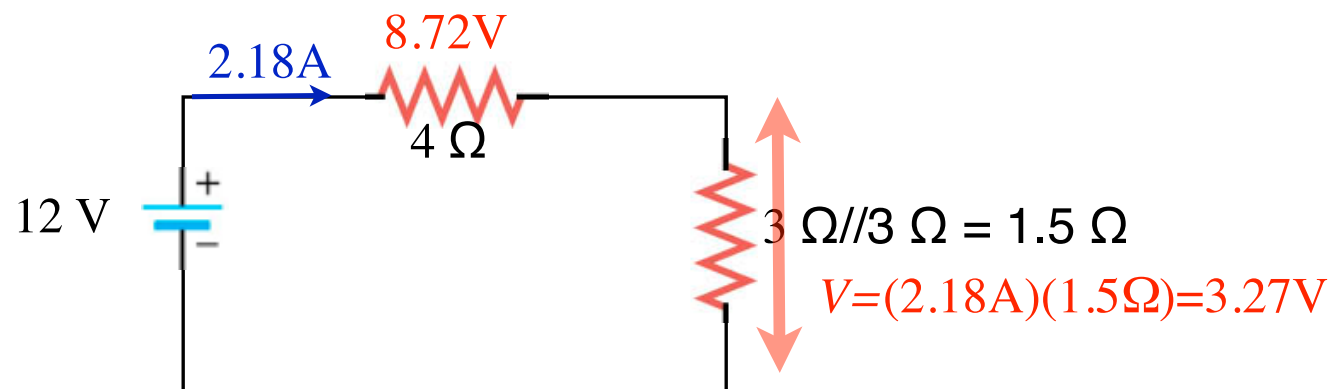 8.72V
2.18A
4 Ω
+
12 V
−
3 Ω//3 Ω = 1.5 Ω
V=(2.18A)(1.5Ω)=3.27V